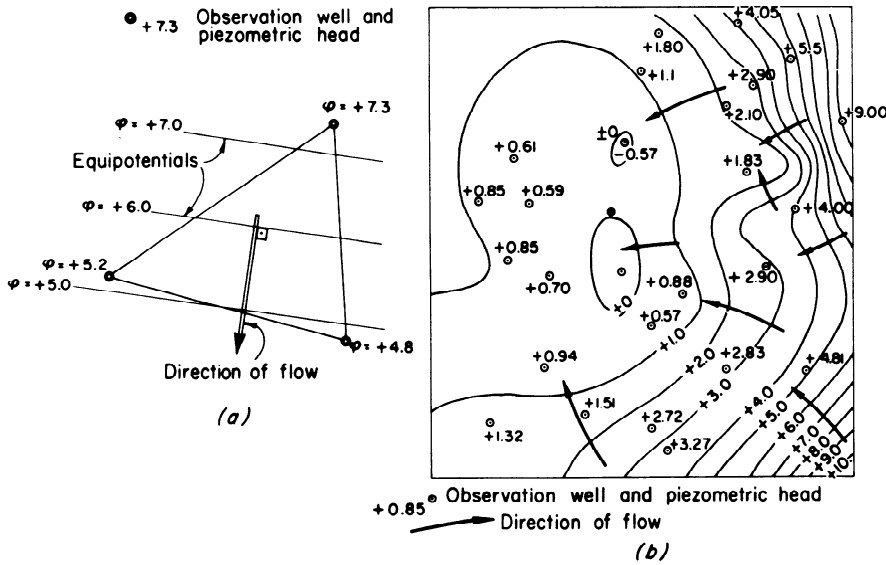 +7.3 Observation well and
piezometric head
φ = +7.3
φ = +7.0
Equipotentials
φ = +6.0
φ = +5.2
φ = +5.0
φ = +4.8
Direction of flow
(a)
+4.05
+1.80
+5.5
+1.1
+2.90
+2.10
+9.00
±0
-0.57
+0.61
+1.83
+0.85
+0.59
+4.00
+0.85
+0.70
+2.90
+0.88
±0
+0.57
+1.0
+0.94
+2.0
+2.83
+4.81
+3.0
+4.0
+1.51
+5.0
+6.0
+2.72
+7.0
+1.32
+3.27
+8.0
+9.0
+10.
+0.85 Observation well and piezometric head
Direction of flow
(b)